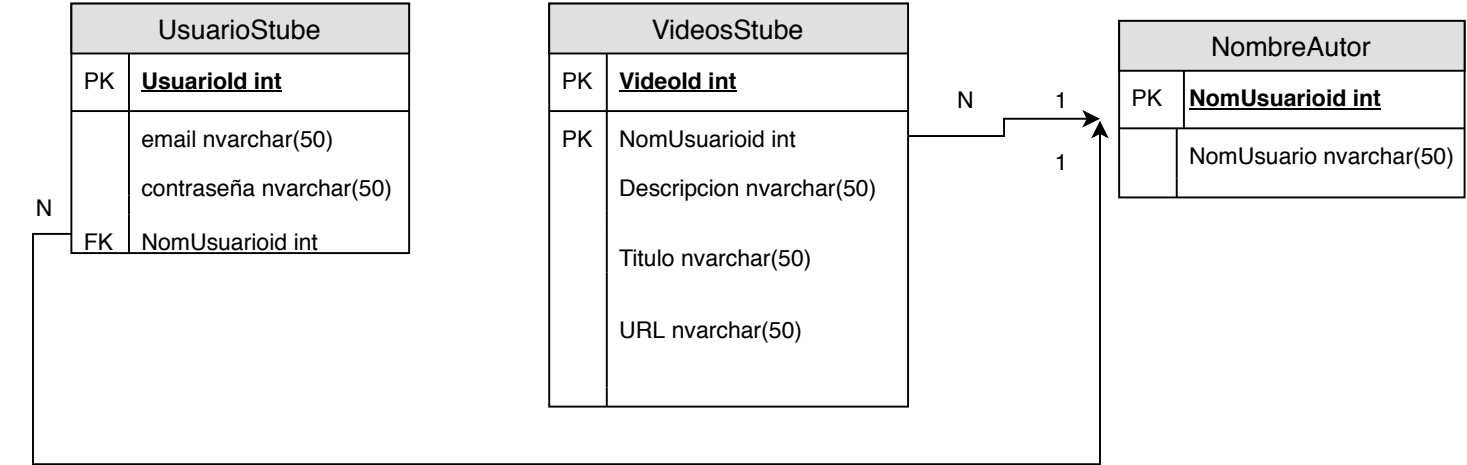 UsuarioStube
PK UsuarioId int
email nvarchar(50)
contraseña nvarchar(50)
FK NomUsuarioid int
N
VideosStube
PK VideoId int
PK NomUsuarioid int
Descripcion nvarchar(50)
Titulo nvarchar(50)
URL nvarchar(50)
N 1
1
NombreAutor
PK NomUsuarioid int
NomUsuario nvarchar(50)